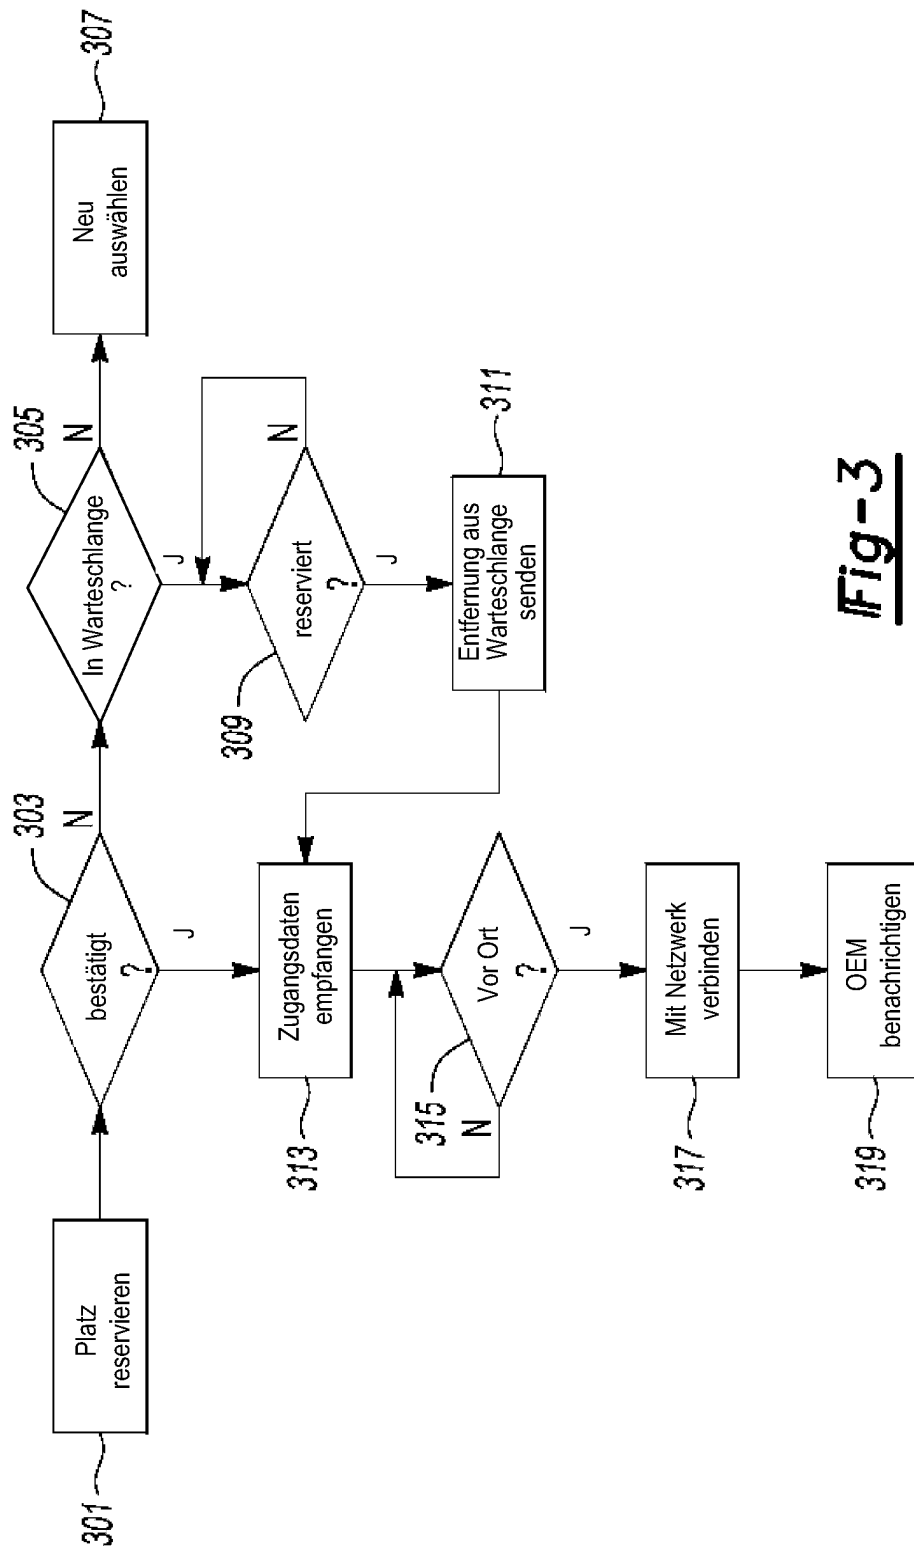 301
Platz
reservieren
303
bestätigt
?
N
J
305
In Warteschlange
?
N
J
307
Neu
auswählen
309
reserviert
?
N
J
311
Entfernung aus
Warteschlange
senden
313
Zugangsdaten
empfangen
315
Vor Ort
?
N
J
317
Mit Netzwerk
verbinden
319
OEM
benachrichtigen
Fig-3